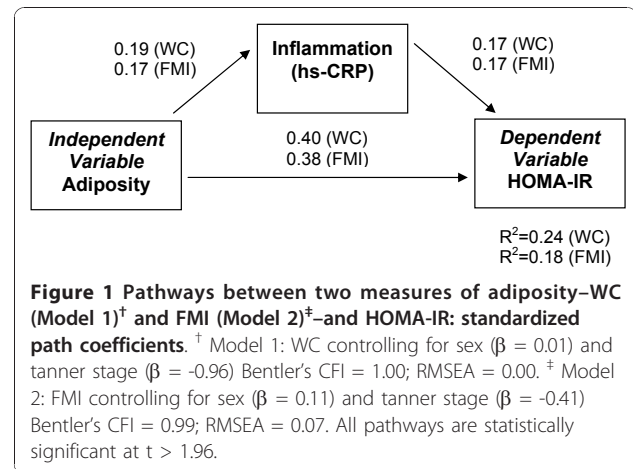 0.19 (WC)
0.17 (FMI)
Inflammation
(hs-CRP)
0.17 (WC)
0.17 (FMI)
Independent
Variable
Adiposity
0.40 (WC)
0.38 (FMI)
Dependent
Variable
HOMA-IR
R²=0.24 (WC)
R²=0.18 (FMI)
Figure 1 Pathways between two measures of adiposity–WC
(Model 1)† and FMI (Model 2)‡–and HOMA-IR: standardized
path coefficients. † Model 1: WC controlling for sex (β = 0.01) and
tanner stage (β = -0.96) Bentler's CFI = 1.00; RMSEA = 0.00. ‡ Model
2: FMI controlling for sex (β = 0.11) and tanner stage (β = -0.41)
Bentler's CFI = 0.99; RMSEA = 0.07. All pathways are statistically
significant at t > 1.96.